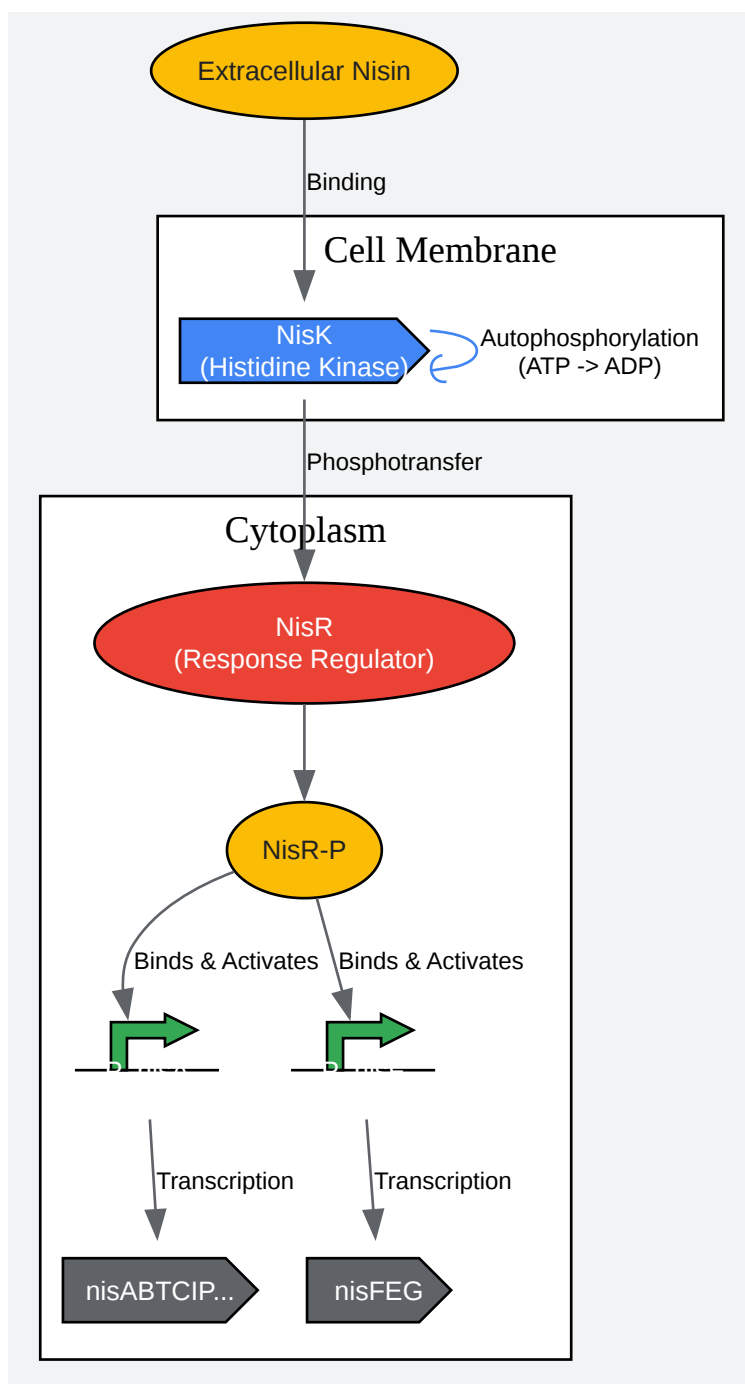 Extracellular Nisin
Binding
Cell Membrane
NisK
(Histidine Kinase)
Autophosphorylation
(ATP -> ADP)
Phosphotransfer
Cytoplasm
NisR
(Response Regulator)
NisR-P
Binds & Activates
Binds & Activates
Transcription
Transcription
nisABTCIP...
nisFEG